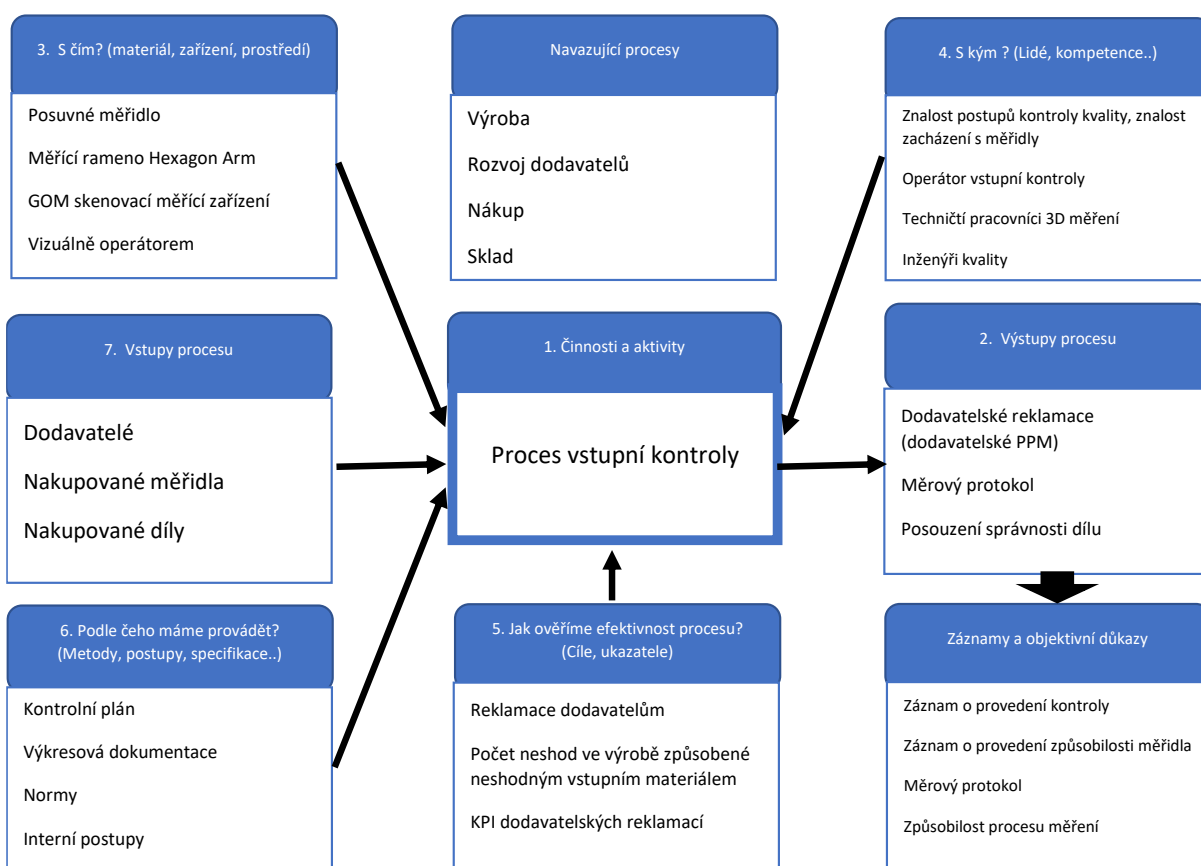 3. S čím? (materiál, zařízení, prostředí)
Posuvné měřidlo
Měřící rameno Hexagon Arm
GOM skenovací měřící zařízení
Vizuálně operátorem
Navazující procesy
Výroba
Rozvoj dodavatelů
Nákup
Sklad
4. S kým ? (Lidé, kompetence..)
Znalost postupů kontroly kvality, znalost
zacházení s měřidly
Operátor vstupní kontroly
Techničtí pracovníci 3D měření
Inženýři kvality
7. Vstupy procesu
Dodavatelé
Nakupované měřidla
Nakupované díly
1. Činnosti a aktivity
Proces vstupní kontroly
2. Výstupy procesu
Dodavatelské reklamace
(dodavatelské PPM)
Měrový protokol
Posouzení správnosti dílu
6. Podle čeho máme provádět?
(Metody, postupy, specifikace..)
Kontrolní plán
Výkresová dokumentace
Normy
Interní postupy
5. Jak ověříme efektivnost procesu?
(Cíle, ukazatele)
Reklamace dodavatelům
Počet neshod ve výrobě způsobené
neshodným vstupním materiálem
KPI dodavatelských reklamací
Záznamy a objektivní důkazy
Záznam o provedení kontroly
Záznam o provedení způsobilosti měřidla
Měrový protokol
Způsobilost procesu měření